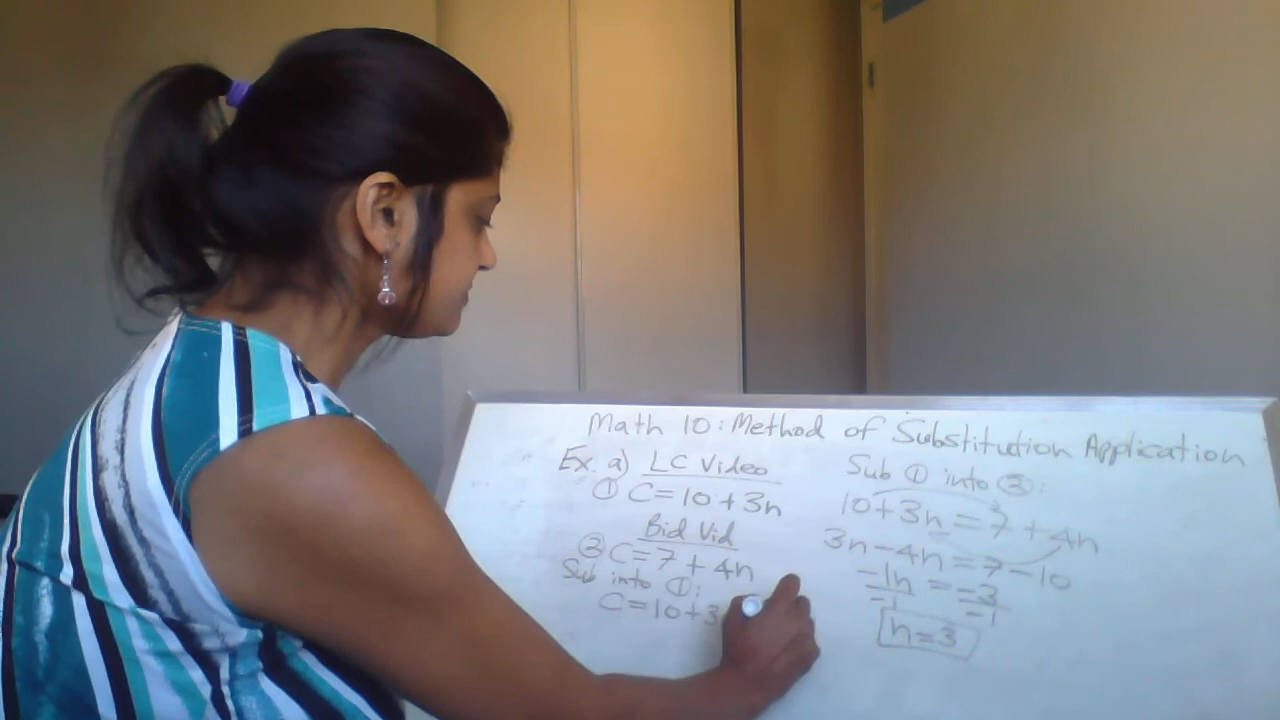 Math 10: Method of Substitution Application
Ex. a) LC Video
① C = 10 + 3n
Bid Vid
② C = 7 + 4n
Sub into ①:
C = 10 + 3
Sub ① into ②:
10 + 3n = 7 + 4n
3n - 4n = 7 - 10
-1n = -3
-1 -1
n = 3